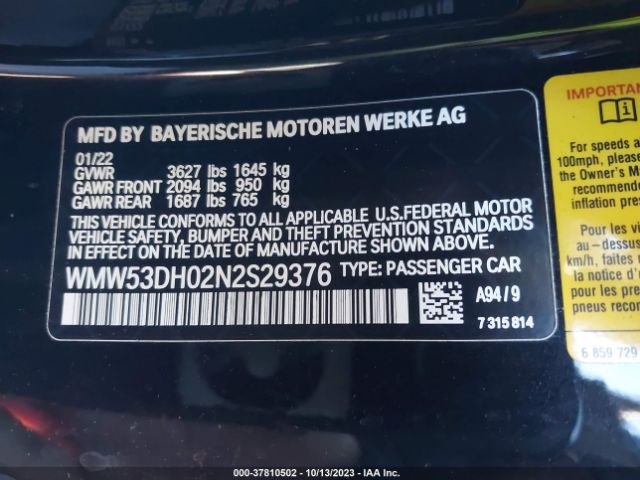 MFD BY BAYERISCHE MOTOREN WERKE AG
01/22
GVWR 3627 lbs 1645 kg
GAWR FRONT 2094 lbs 950 kg
GAWR REAR 1687 lbs 765 kg
THIS VEHICLE CONFORMS TO ALL APPLICABLE U.S.FEDERAL MOTOR
VEHICLE SAFETY, BUMPER AND THEFT PREVENTION STANDARDS
IN EFFECT ON THE DATE OF MANUFACTURE SHOWN ABOVE.
WMW53DH02N2S29376 TYPE: PASSENGER CAR
A94/9
7 315 814
IMPORTAN
For speeds a
100mph, please
the Owner's M
recommende
inflation pres
Pour les
au-dessu
km/h, faites r
la notice d'en
pour le r
pneus recom
6 859 729
000-37810502 - 10/13/2023 - IAA Inc.